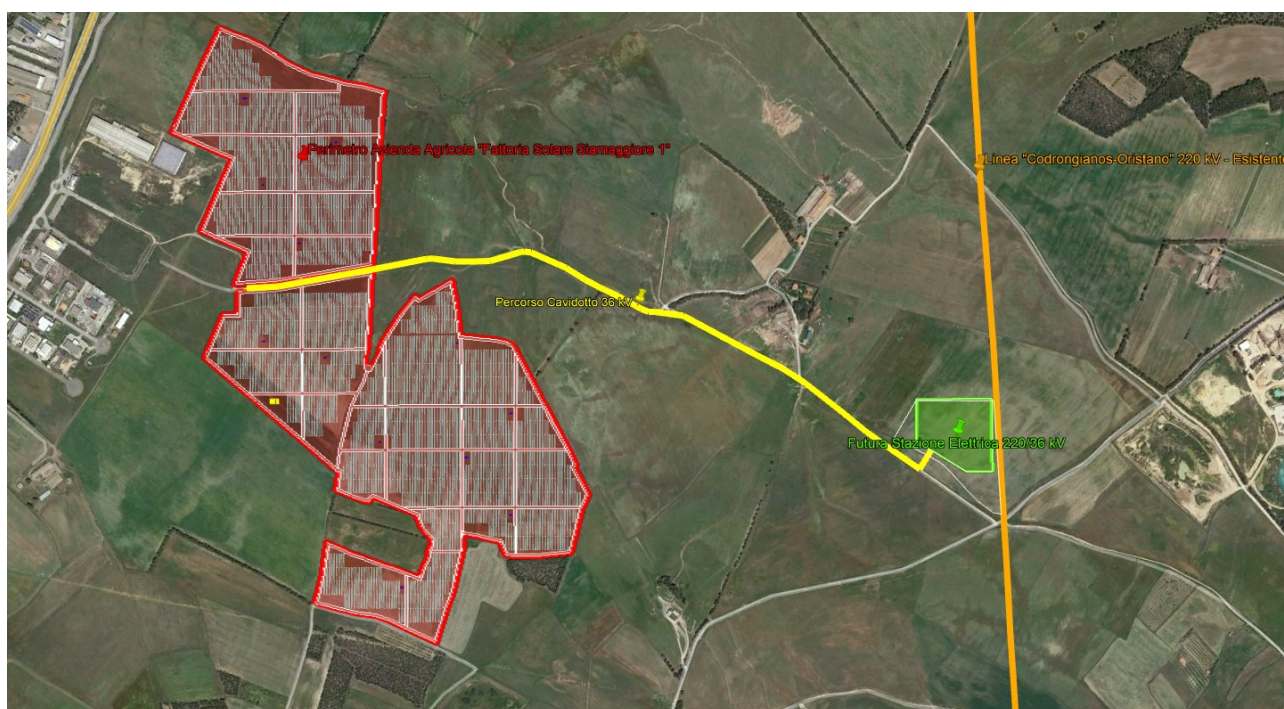 Perimetro Azienda Agricola "Fattoria Solare Siamaggiore 1"
Linea "Codrongianos-Oristano" 220 kV - Esistente
Percorso Cavidotto 36 kV
Futura Stazione Elettrica 220/36 kV